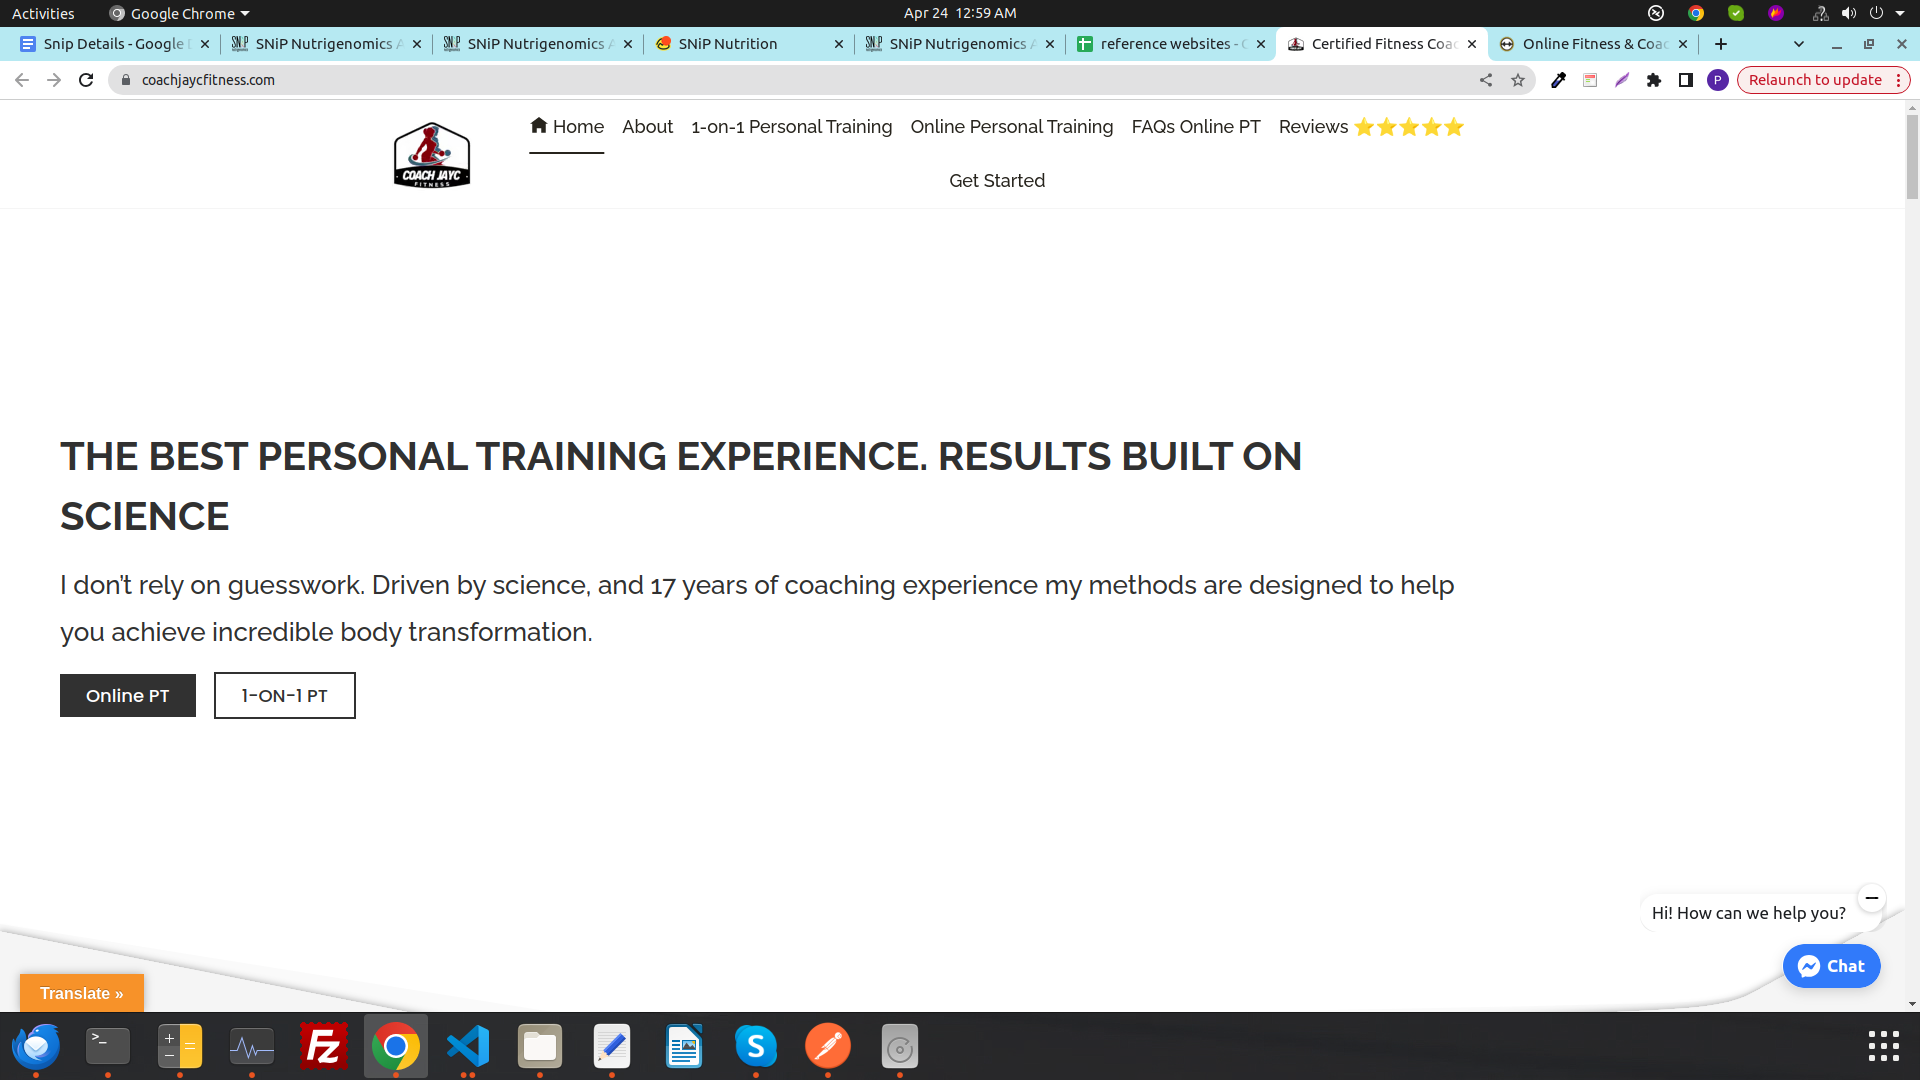 Activities
Google Chrome
Apr 24 12:59 AM
Snip Details - Google
SNiP Nutrigenomics
SNiP Nutrigenomics
SNiP Nutrition
SNiP Nutrigenomics
reference websites -
Certified Fitness Coac
Online Fitness & Coac
coachjaycfitness.com
P
Relaunch to update
COACH JAYC
FITNESS
Home
About
1-on-1 Personal Training
Online Personal Training
FAQs Online PT
Reviews ⭐⭐⭐⭐⭐
Get Started
THE BEST PERSONAL TRAINING EXPERIENCE. RESULTS BUILT ON
SCIENCE
I don’t rely on guesswork. Driven by science, and 17 years of coaching experience my methods are designed to help
you achieve incredible body transformation.
Online PT
1-ON-1 PT
Hi! How can we help you?
Chat
Translate »